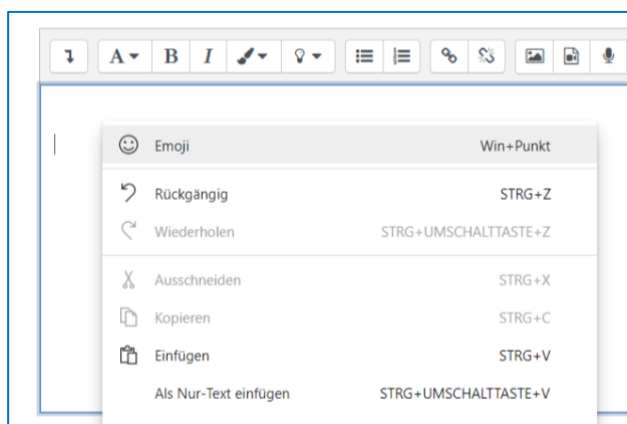 A B I
Emoji Win+Punkt
Rückgängig STRG+Z
Wiederholen STRG+UMSCHALTTASTE+Z
Ausschneiden STRG+X
Kopieren STRG+C
Einfügen STRG+V
Als Nur-Text einfügen STRG+UMSCHALTTASTE+V